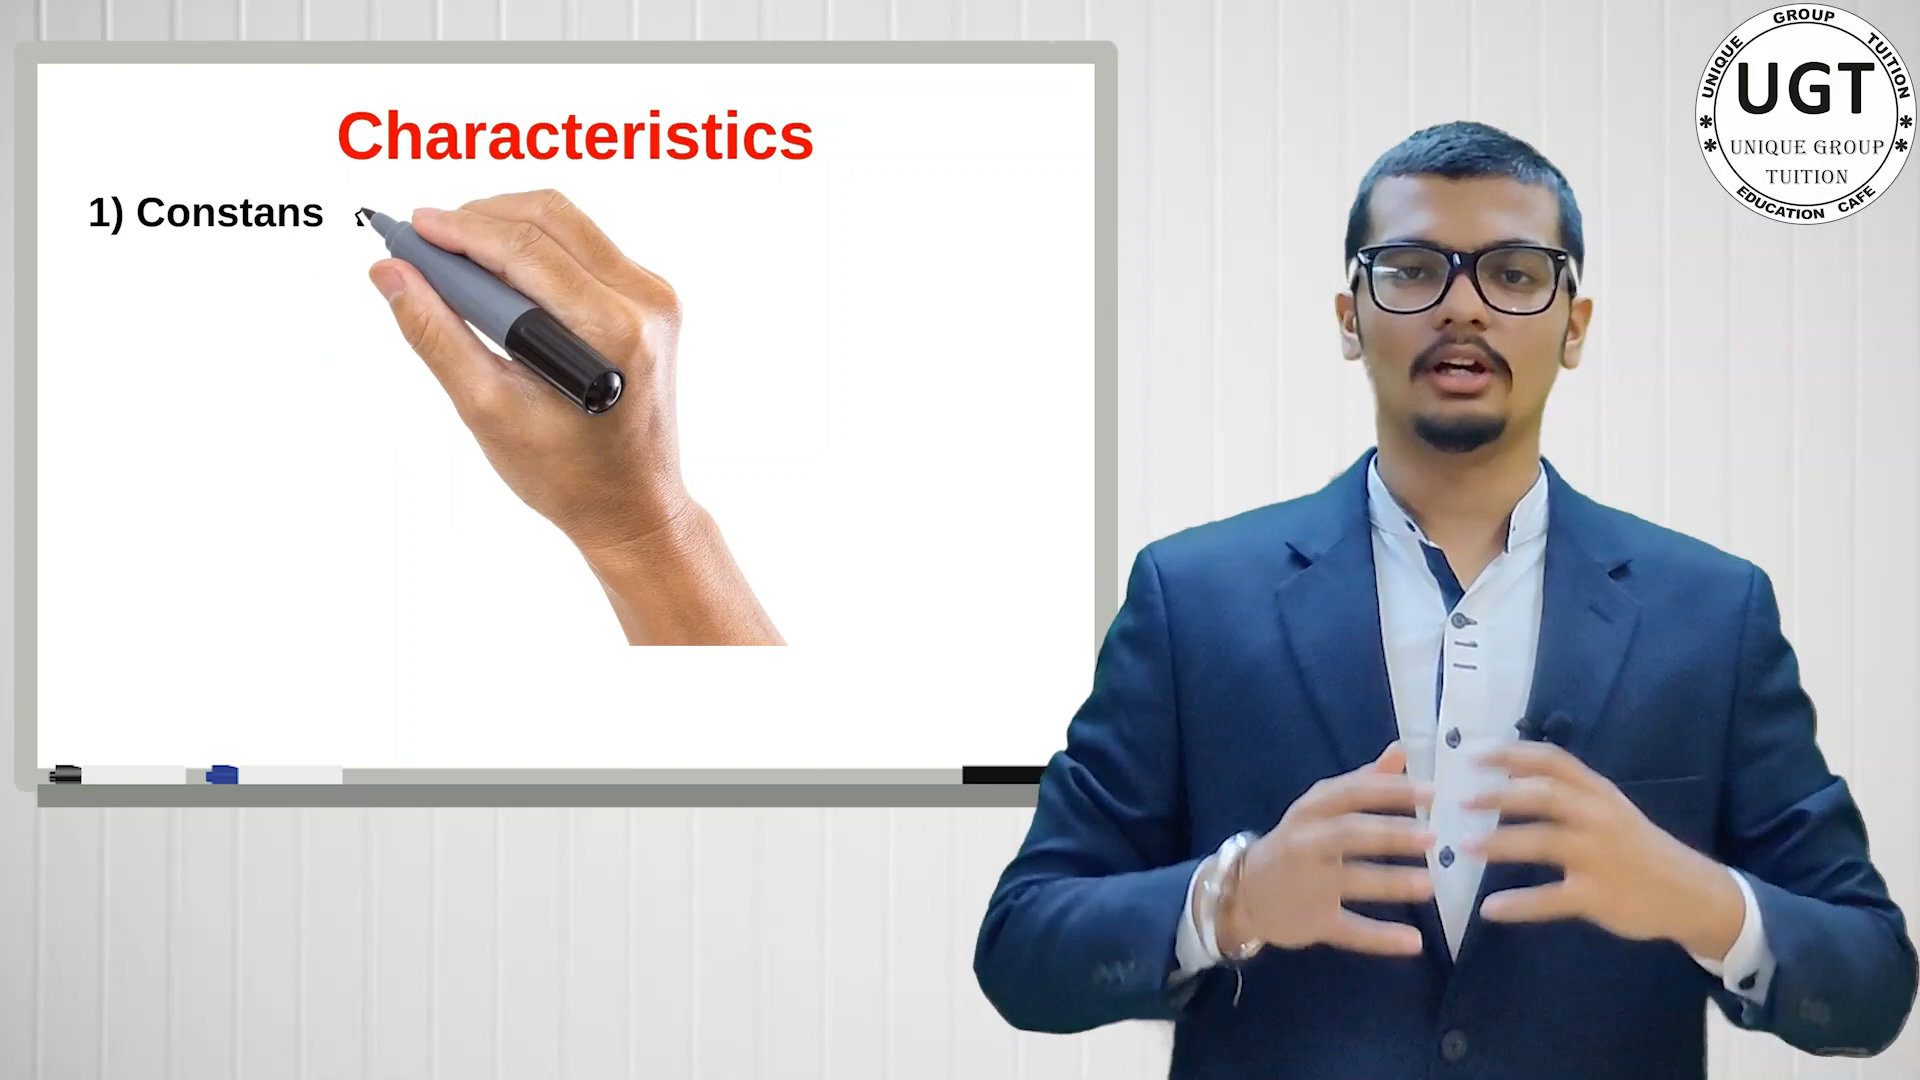 Characteristics
1) Constans
UNIQUE GROUP TUITION
UGT
UNIQUE GROUP
TUITION
EDUCATION CAFE